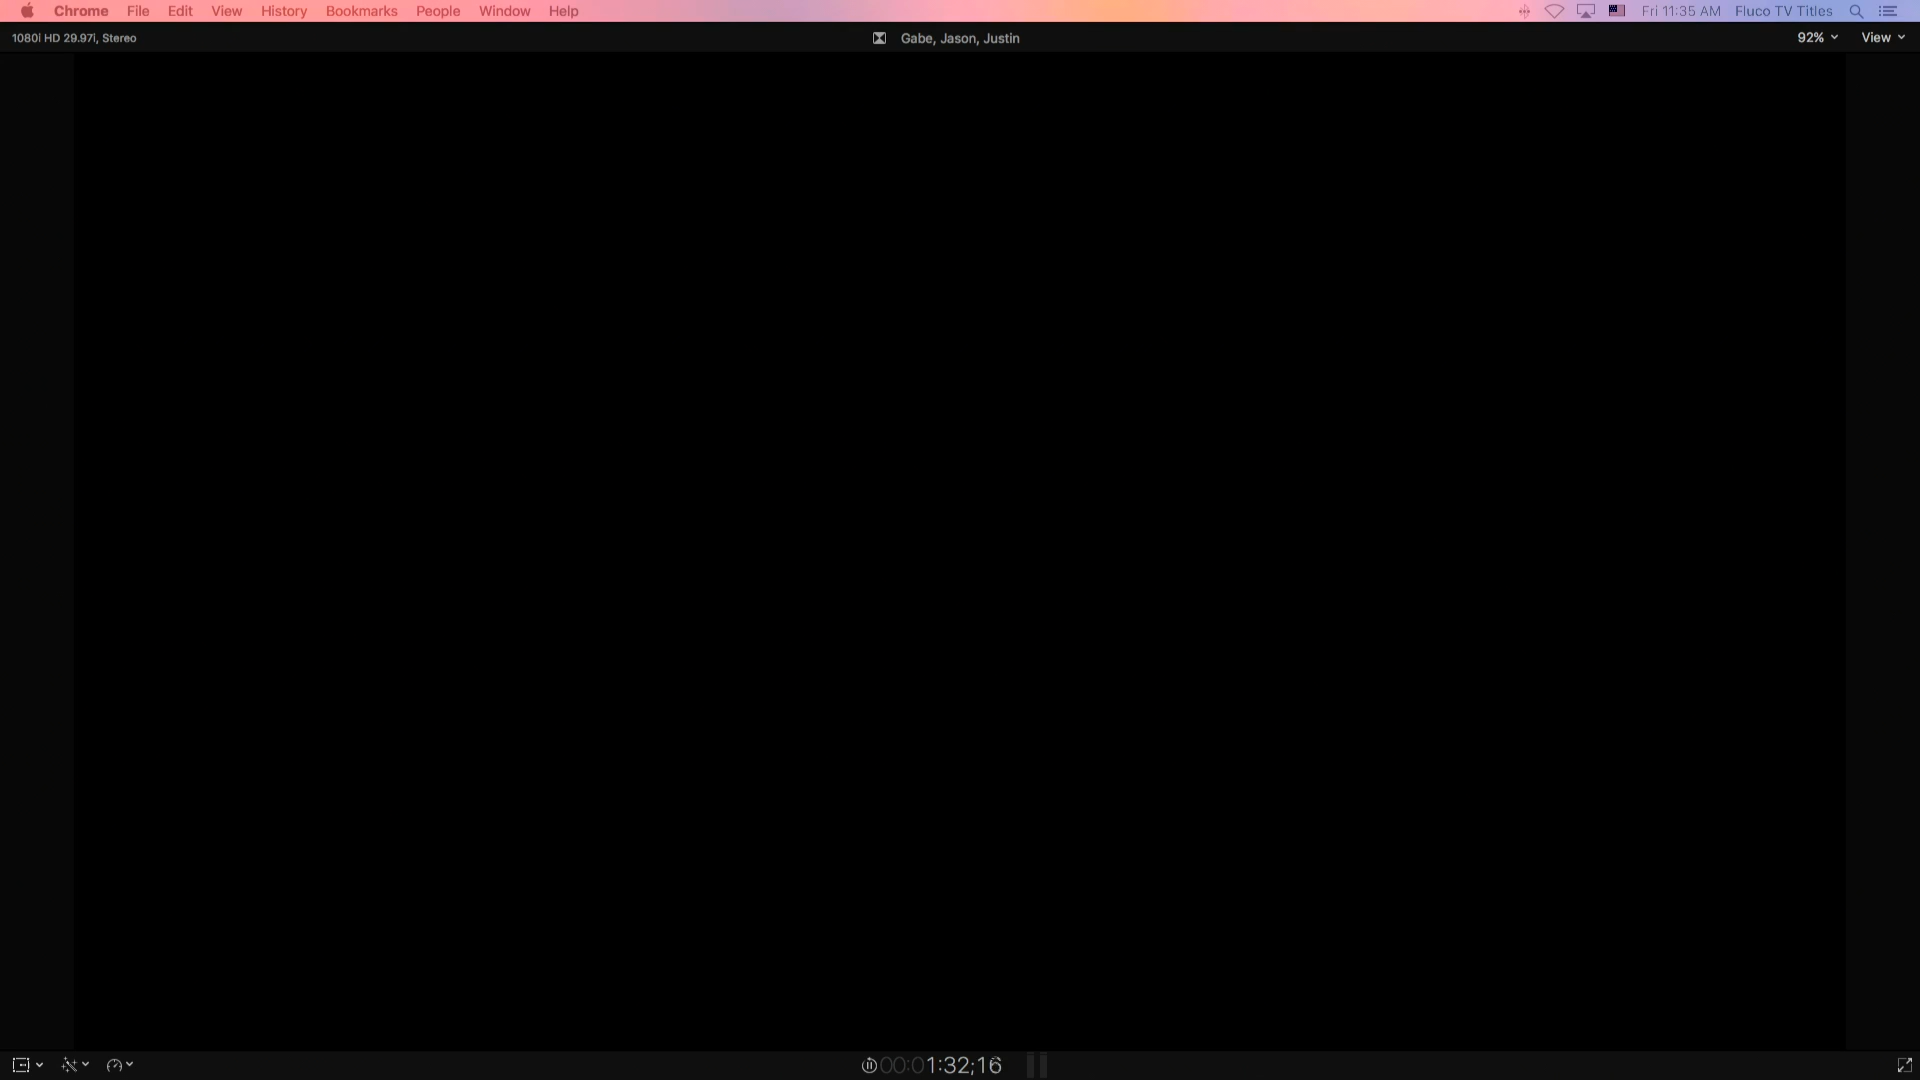 Chrome File Edit View History Bookmarks People Window Help Fri 11:35 AM Fluco TV Titles
1080i HD 29.97i, Stereo Gabe, Jason, Justin 92% View
00:01:32;16